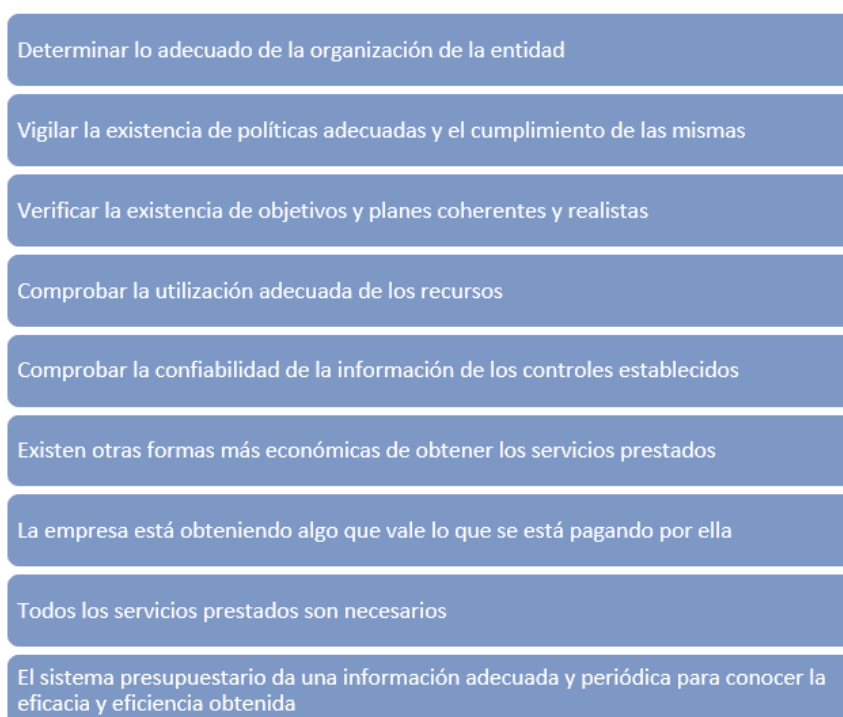 Determinar lo adecuado de la organización de la entidad
Vigilar la existencia de políticas adecuadas y el cumplimiento de las mismas
Verificar la existencia de objetivos y planes coherentes y realistas
Comprobar la utilización adecuada de los recursos
Comprobar la confiabilidad de la información de los controles establecidos
Existen otras formas más económicas de obtener los servicios prestados
La empresa está obteniendo algo que vale lo que se está pagando por ella
Todos los servicios prestados son necesarios
El sistema presupuestario da una información adecuada y periódica para conocer la
eficacia y eficiencia obtenida